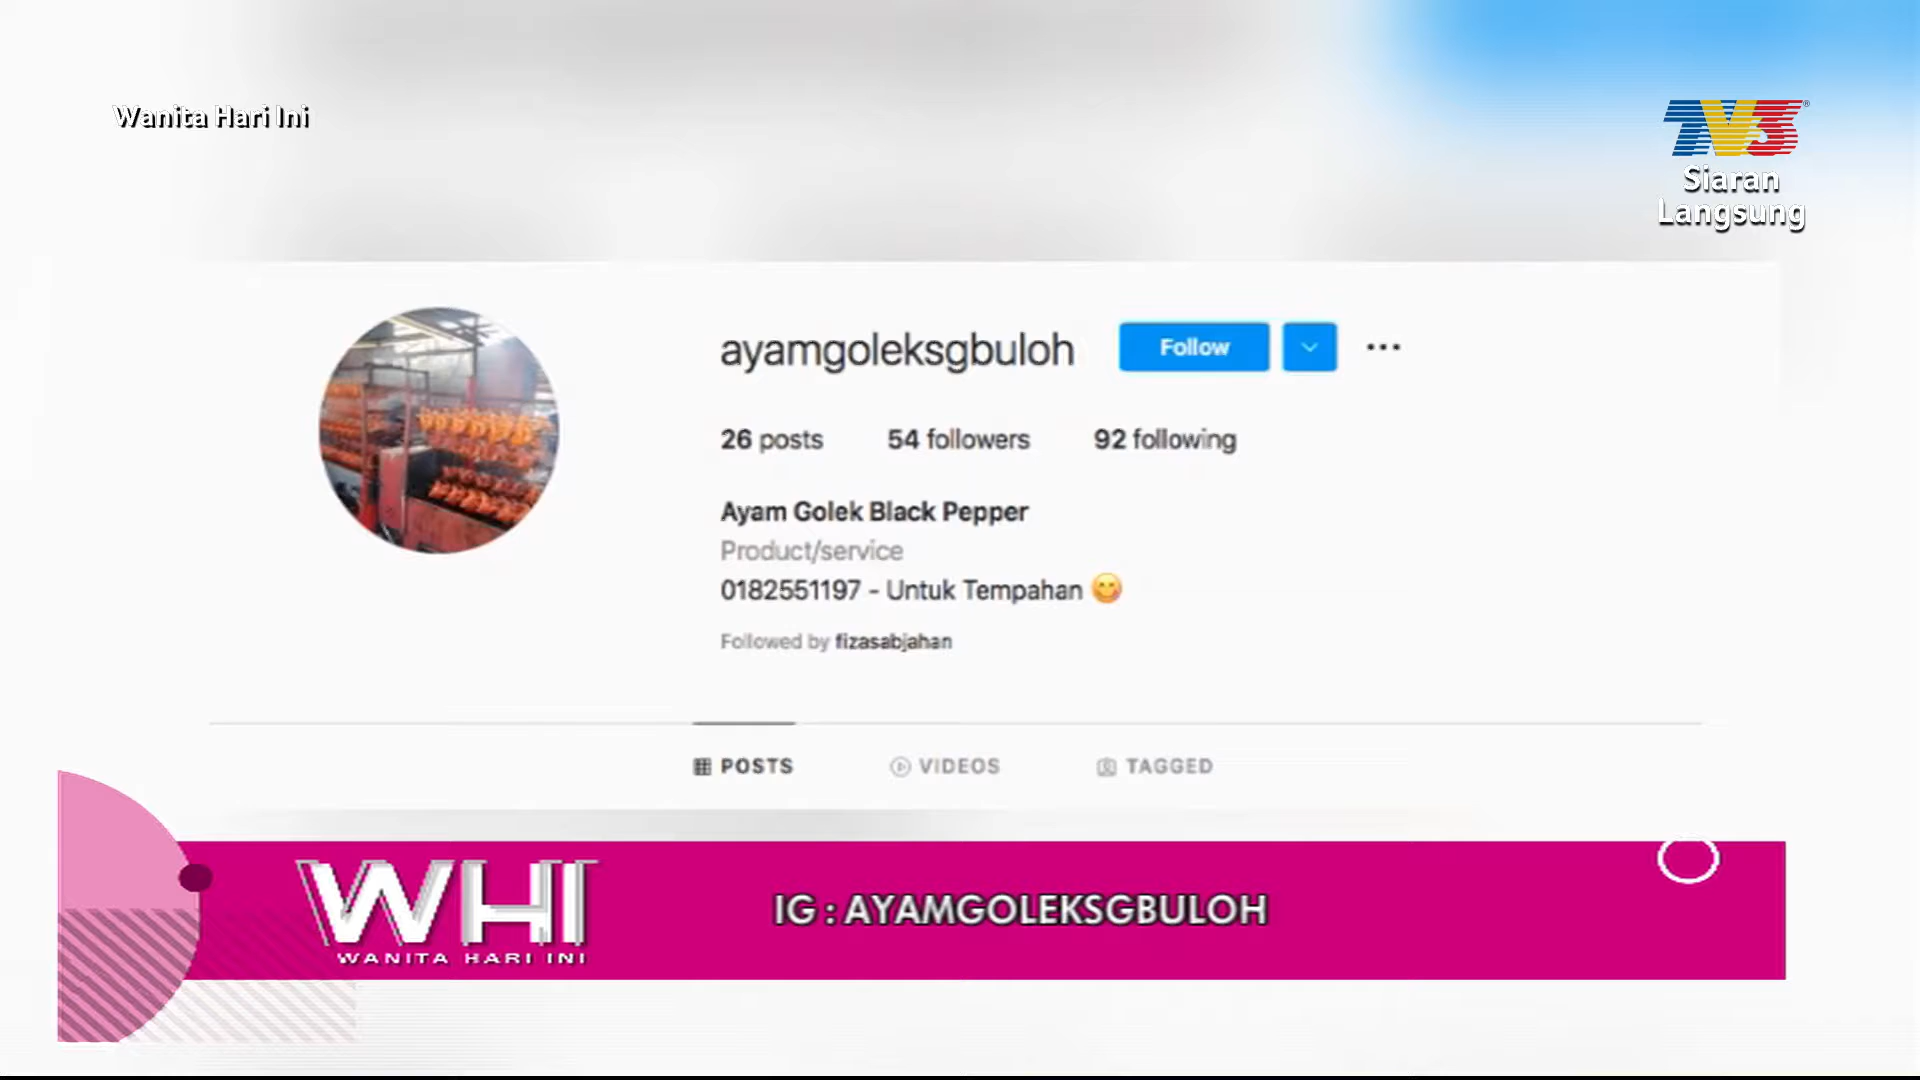 Wanita Hari Ini
TV3
Siaran
Langsung
ayamgoleksgbuloh
Follow
26 posts 54 followers 92 following
Ayam Golek Black Pepper
Product/service
0182551197 - Untuk Tempahan 😋
Followed by fizasabjahan
POSTS VIDEOS TAGGED
WHI
WANITA HARI INI
IG : AYAMGOLEKSGBULOH